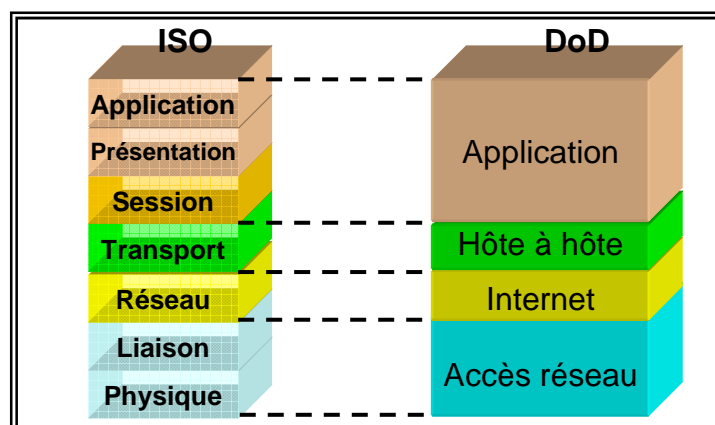 ISO
Application
Présentation
Session
Transport
Réseau
Liaison
Physique
DoD
Application
Hôte à hôte
Internet
Accès réseau